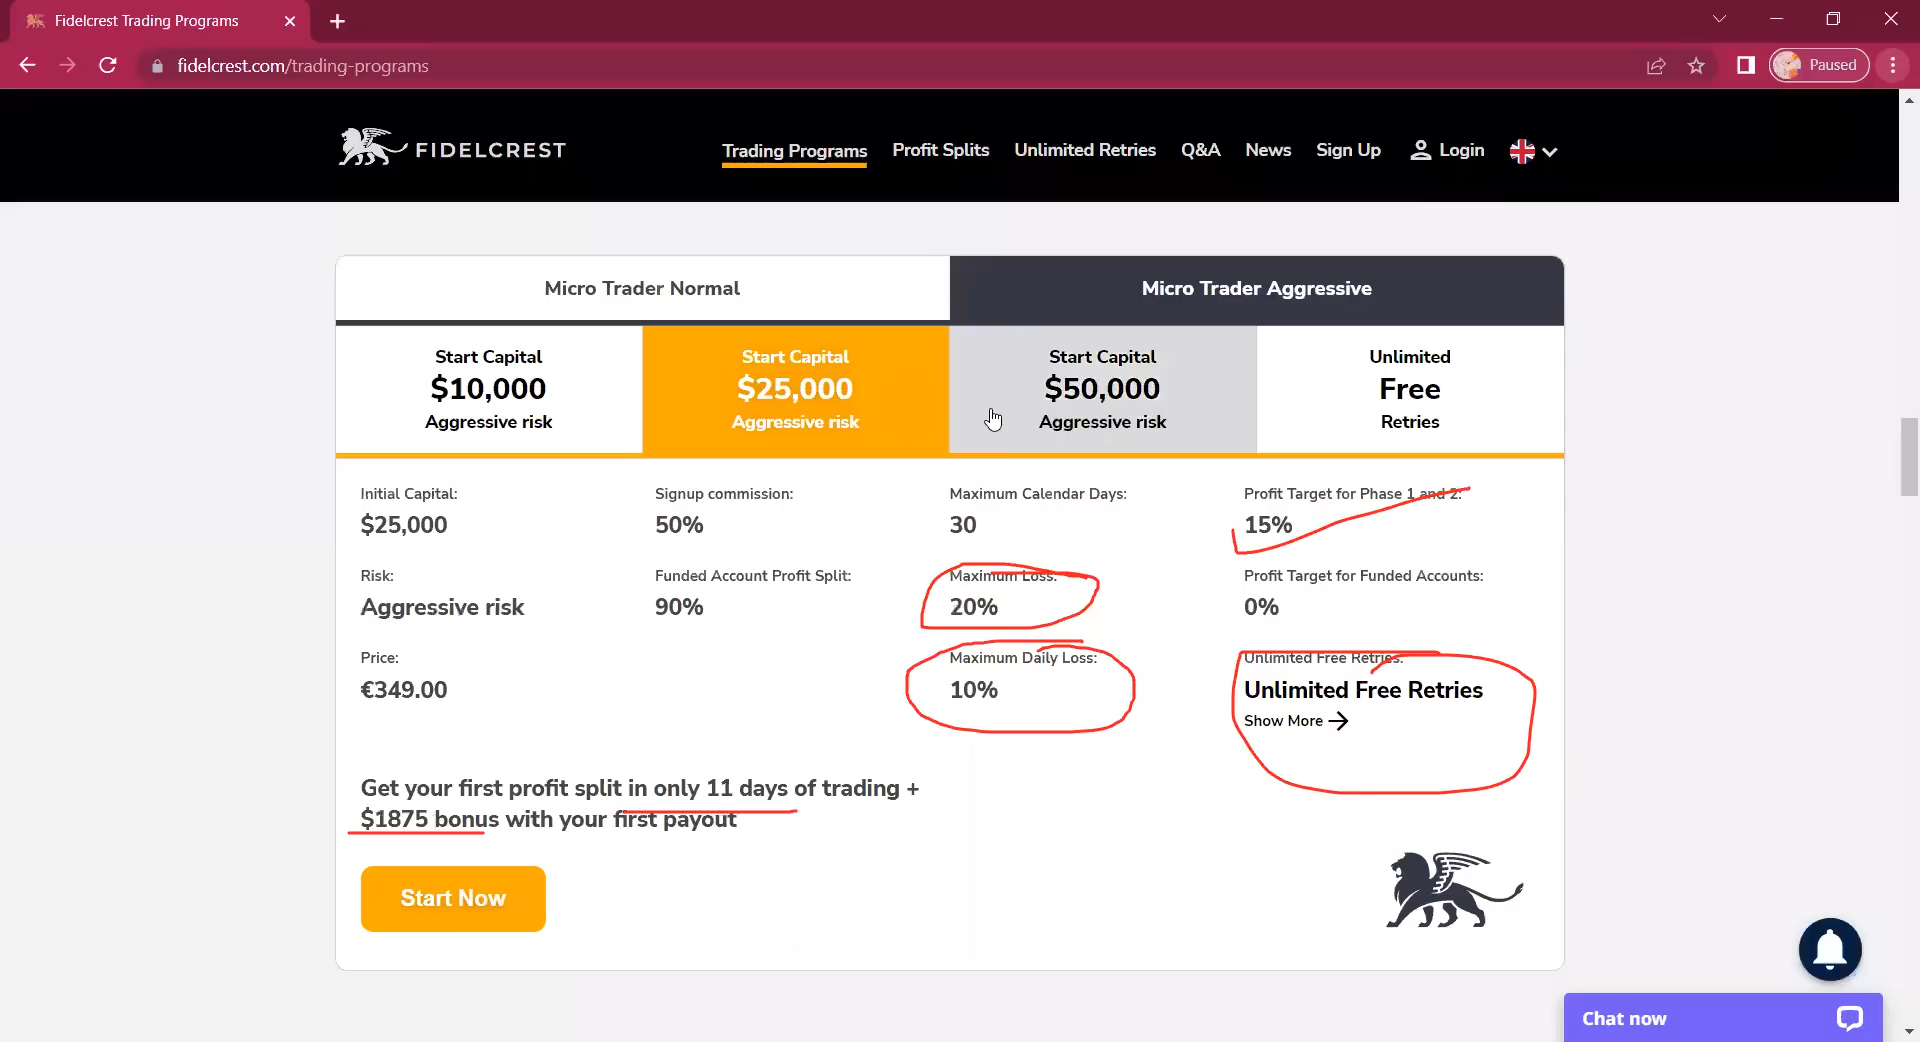 Fidelcrest Trading Programs
fidelcrest.com/trading-programs
Paused
FIDELCREST
Trading Programs
Profit Splits
Unlimited Retries
Q&A
News
Sign Up
Login
Micro Trader Normal
Micro Trader Aggressive
Start Capital
$10,000
Aggressive risk
Start Capital
$25,000
Aggressive risk
Start Capital
$50,000
Aggressive risk
Unlimited
Free
Retries
Initial Capital:
$25,000
Signup commission:
50%
Maximum Calendar Days:
30
Profit Target for Phase 1 and 2:
15%
Risk:
Aggressive risk
Funded Account Profit Split:
90%
Maximum Loss:
20%
Profit Target for Funded Accounts:
0%
Price:
€349.00
Maximum Daily Loss:
10%
Unlimited Free Retries:
Unlimited Free Retries
Show More
Get your first profit split in only 11 days of trading +
$1875 bonus with your first payout
Start Now
Chat now